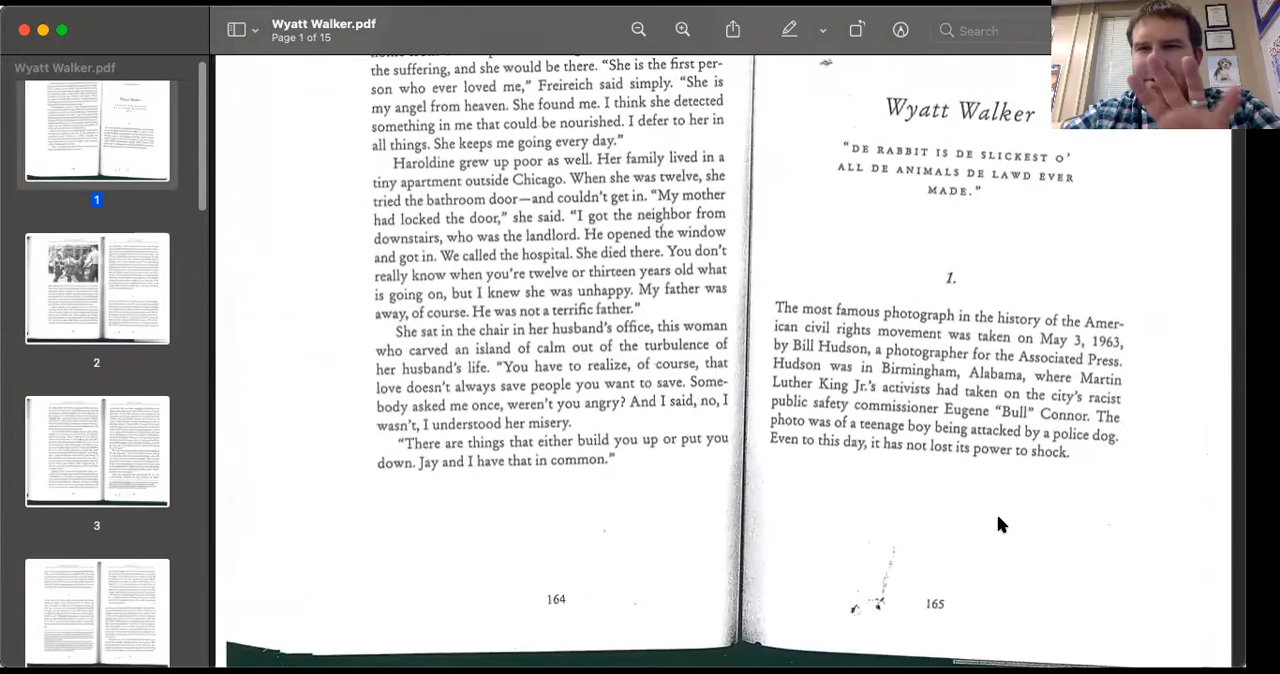 Wyatt Walker.pdf
Page 1 of 15
Search
Wyatt Walker.pdf
1
2
3
the suffering, and she would be there. “She is the first per-
son who ever loved me,” Freireich said simply. “She is
my angel from heaven. She found me. I think she detected
something in me that could be nourished. I defer to her in
all things. She keeps me going every day.”
Haroldine grew up poor as well. Her family lived in a
tiny apartment outside Chicago. When she was twelve, she
tried the bathroom door—and couldn’t get in. “My mother
had locked the door,” she said. “I got the neighbor from
downstairs, who was the landlord. He opened the window
and got in. We called the hospital. She died there. You don’t
really know when you’re twelve or thirteen years old what
is going on, but I knew she was unhappy. My father was
away, of course. He was not a stellar father.”
She sat in the chair in her husband’s office, this woman
who carved an island of calm out of the turbulence of
her husband’s life. “You have to realize, of course, that
love doesn’t always save people you want to save. Some-
body asked me once, weren’t you angry? And I said, no, I
wasn’t, I understood her misery.
“There are things that either build you up or put you
down. Jay and I have that in common.”
164
Wyatt Walker
“DE RABBIT IS DE SLICKEST O’
ALL DE ANIMALS DE LAWD EVER
MADE.”
1.
The most famous photograph in the history of the Amer-
ican civil rights movement was taken on May 3, 1963,
by Bill Hudson, a photographer for the Associated Press.
Hudson was in Birmingham, Alabama, where Martin
Luther King Jr.’s activists had taken on the city’s racist
public safety commissioner Eugene “Bull” Connor. The
photo was of a teenage boy being attacked by a police dog.
Even to this day, it has not lost its power to shock.
165